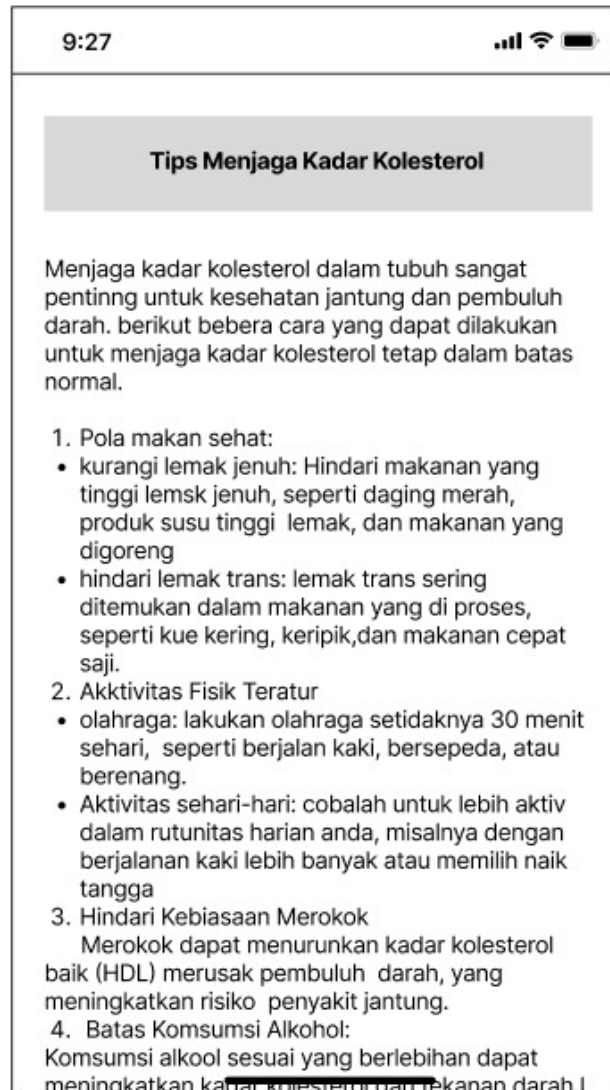 9:27
Tips Menjaga Kadar Kolesterol
Menjaga kadar kolesterol dalam tubuh sangat
pentinng untuk kesehatan jantung dan pembuluh
darah. berikut bebera cara yang dapat dilakukan
untuk menjaga kadar kolesterol tetap dalam batas
normal.
1. Pola makan sehat:
• kurangi lemak jenuh: Hindari makanan yang
tinggi lemsk jenuh, seperti daging merah,
produk susu tinggi lemak, dan makanan yang
digoreng
• hindari lemak trans: lemak trans sering
ditemukan dalam makanan yang di proses,
seperti kue kering, keripik,dan makanan cepat
saji.
2. Akktivitas Fisik Teratur
• olahraga: lakukan olahraga setidaknya 30 menit
sehari, seperti berjalan kaki, bersepeda, atau
berenang.
• Aktivitas sehari-hari: cobalah untuk lebih aktiv
dalam rutunitas harian anda, misalnya dengan
berjalanan kaki lebih banyak atau memilih naik
tangga
3. Hindari Kebiasaan Merokok
Merokok dapat menurunkan kadar kolesterol
baik (HDL) merusak pembuluh darah, yang
meningkatkan risiko penyakit jantung.
4. Batas Komsumsi Alkohol:
Komsumsi alkool sesuai yang berlebihan dapat
meningkatkan kadar kolesterol dan tekanan darah